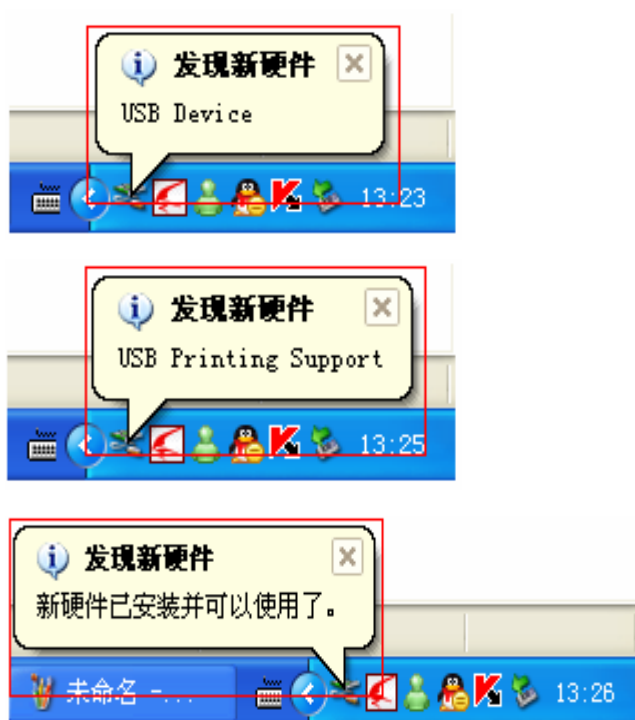 发现新硬件
USB Device
13:23
发现新硬件
USB Printing Support
13:25
发现新硬件
新硬件已安装并可以使用了。
未命名 -...
13:26